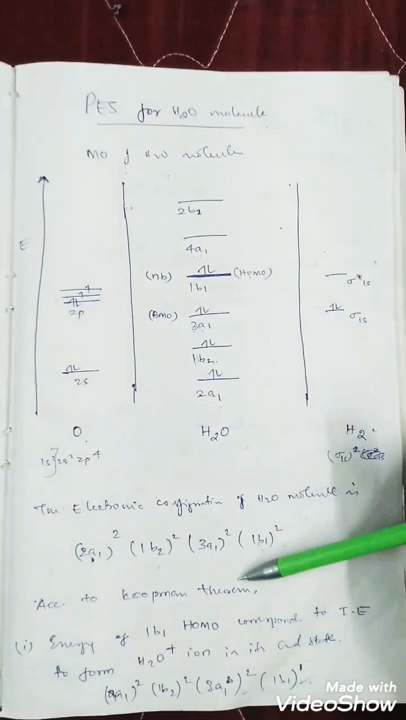 PES for H2O molecule
MO of H2O molecule
2b2
4a1
E
(nb) (HOMO)
σ*1s
1b1
2p
(BMO)
σ1s
3a1
1b2
2s
2a1
O H2O H2
1s2 2s2 2p4
(σ1s)2
The Electronic configuration of H2O molecule is
(2a1)2 (1b2)2 (3a1)2 (1b1)2
Acc. to koopman theorem,
(i) Energy of 1b1 HOMO correspond to I.E
to form H2O+ ion in its Gd state.
(2a1)2 (1b2)2 (3a1)2 (1b1)1
Made with
VideoShow